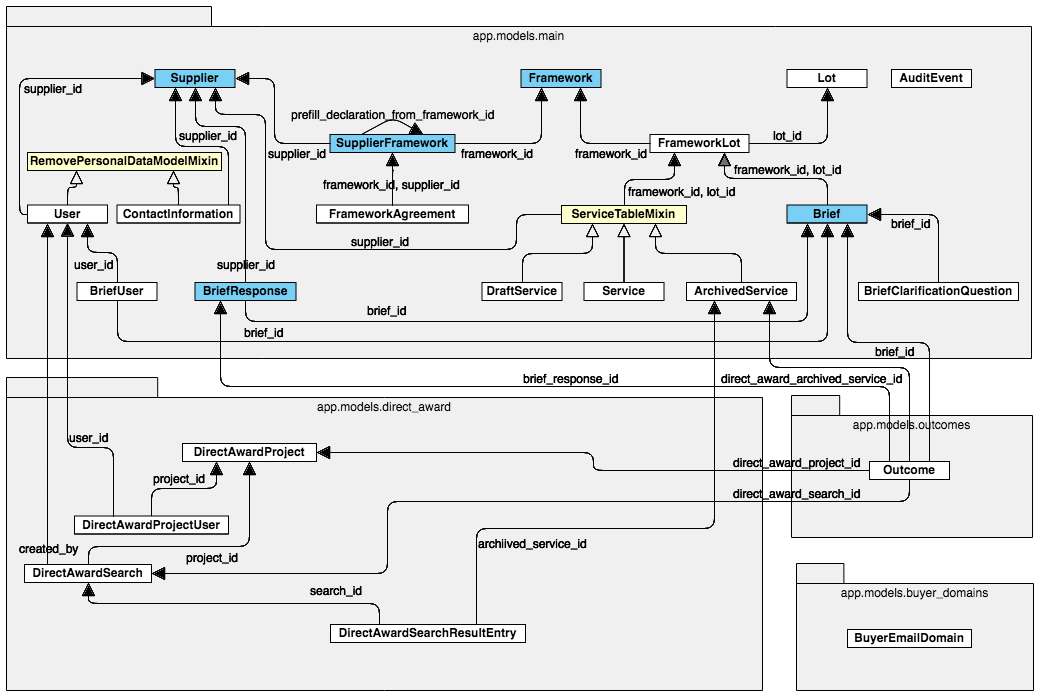 app.models.main
Supplier
Framework
Lot
AuditEvent
supplier_id
prefill_declaration_from_framework_id
supplier_id
lot_id
SupplierFramework
FrameworkLot
supplier_id
framework_id
framework_id
RemovePersonalDataModelMixin
framework_id, lot_id
framework_id, supplier_id
framework_id, lot_id
User
ContactInformation
FrameworkAgreement
ServiceTableMixin
Brief
brief_id
supplier_id
user_id
supplier_id
BriefUser
BriefResponse
DraftService
Service
ArchivedService
BriefClarificationQuestion
brief_id
brief_id
brief_id
brief_response_id
direct_award_archived_service_id
app.models.direct_award
app.models.outcomes
user_id
DirectAwardProject
direct_award_project_id
Outcome
project_id
direct_award_search_id
DirectAwardProjectUser
created_by
project_id
archiived_service_id
DirectAwardSearch
search_id
app.models.buyer_domains
DirectAwardSearchResultEntry
BuyerEmailDomain